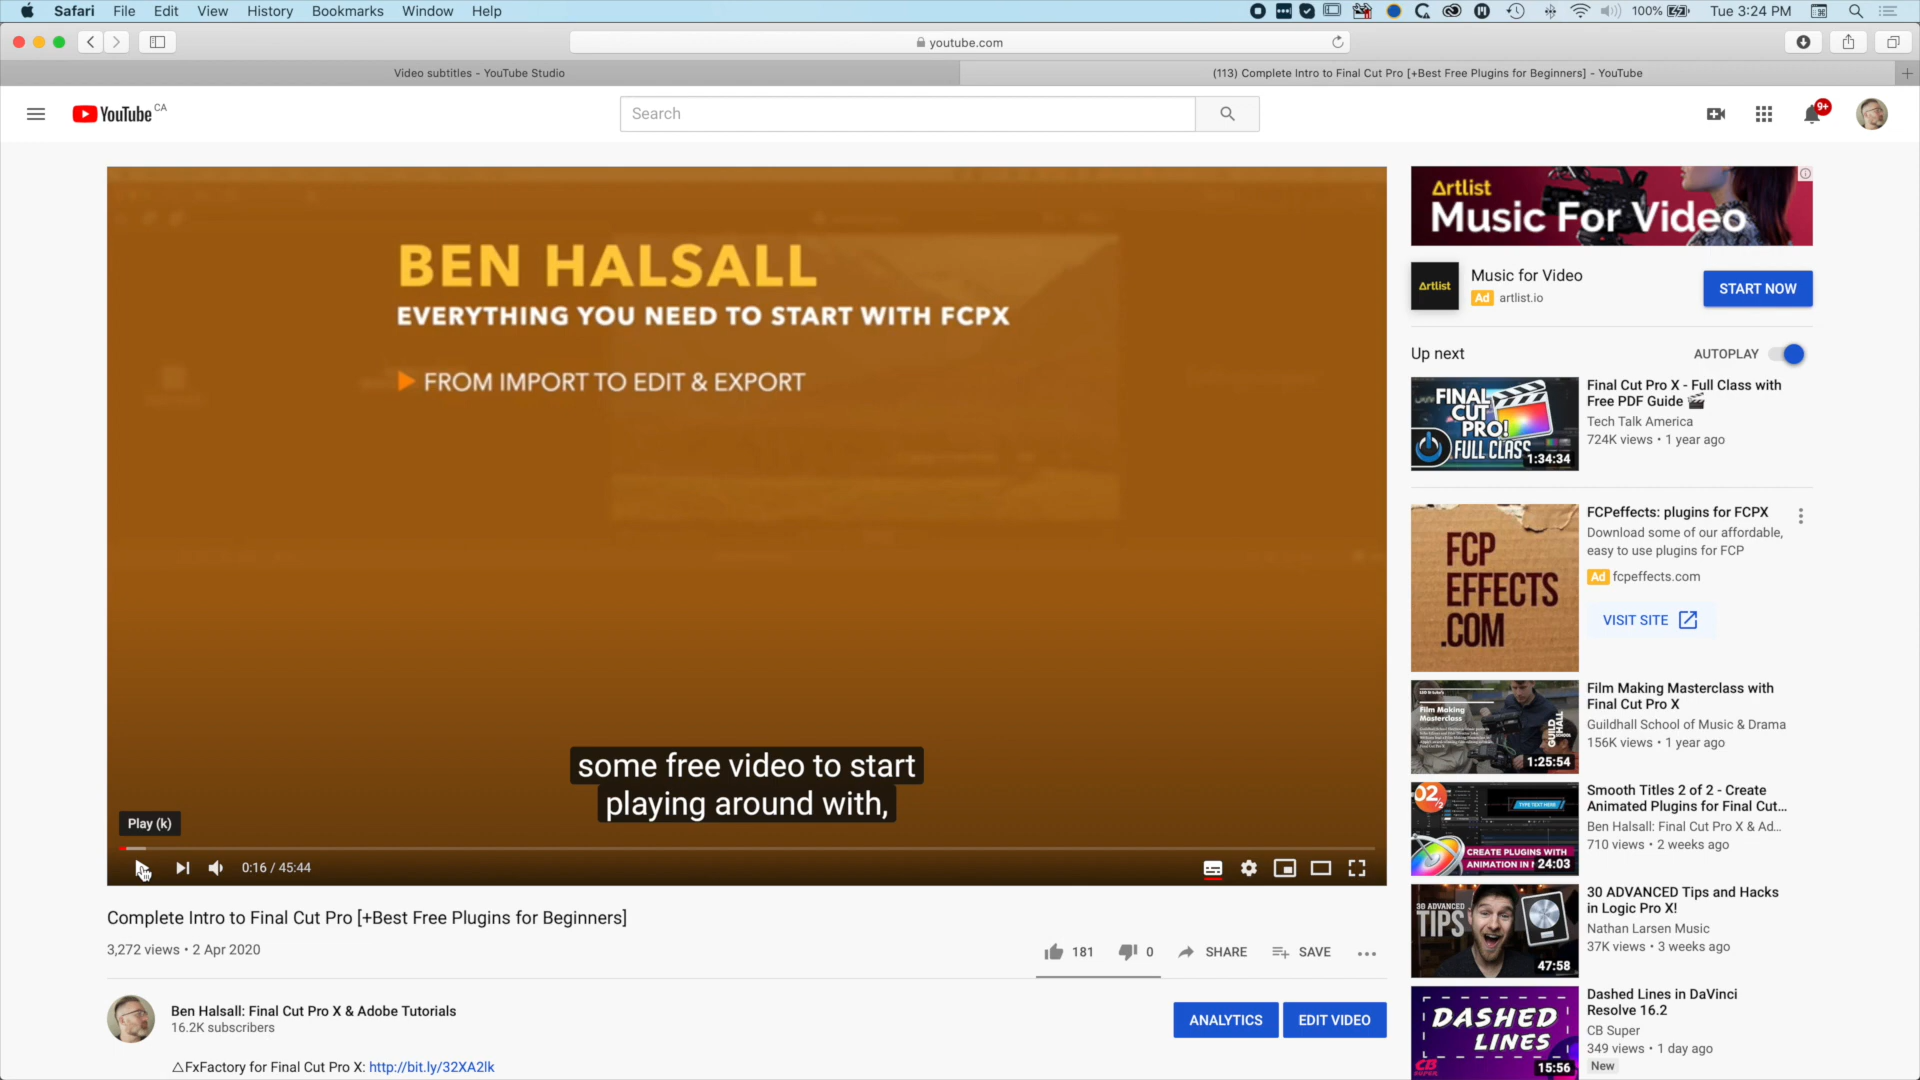 Safari File Edit View History Bookmarks Window Help
100% Tue 3:24 PM
youtube.com
Video subtitles - YouTube Studio
(113) Complete Intro to Final Cut Pro [+Best Free Plugins for Beginners] - YouTube
YouTube CA
Search
9+
BEN HALSALL
EVERYTHING YOU NEED TO START WITH FCPX
FROM IMPORT TO EDIT & EXPORT
some free video to start
playing around with,
Play (k)
0:16 / 45:44
Complete Intro to Final Cut Pro [+Best Free Plugins for Beginners]
3,272 views • 2 Apr 2020
181 0 SHARE SAVE
Ben Halsall: Final Cut Pro X & Adobe Tutorials
16.2K subscribers
ANALYTICS EDIT VIDEO
△FxFactory for Final Cut Pro X: http://bit.ly/32XA2lk
Artlist
Music For Video
Artlist
Music for Video
Ad artlist.io
START NOW
Up next AUTOPLAY
FINAL
CUT
PRO!
FULL CLASS
1:34:34
Final Cut Pro X - Full Class with
Free PDF Guide 🎬
Tech Talk America
724K views • 1 year ago
FCP
EFFECTS
.COM
FCPeffects: plugins for FCPX
Download some of our affordable,
easy to use plugins for FCP
Ad fcpeffects.com
VISIT SITE
Film Making
Masterclass
GUILDHALL
SCHOOL
1:25:54
Film Making Masterclass with
Final Cut Pro X
Guildhall School of Music & Drama
156K views • 1 year ago
02/2
TYPE TEXT HERE
CREATE PLUGINS WITH
ANIMATION IN
24:03
Smooth Titles 2 of 2 - Create
Animated Plugins for Final Cut...
Ben Halsall: Final Cut Pro X & Ad...
710 views • 2 weeks ago
30 ADVANCED
TIPS
47:58
30 ADVANCED Tips and Hacks
in Logic Pro X!
Nathan Larsen Music
37K views • 3 weeks ago
DASHED
LINES
CB
SUPER
15:56
Dashed Lines in DaVinci
Resolve 16.2
CB Super
349 views • 1 day ago
New